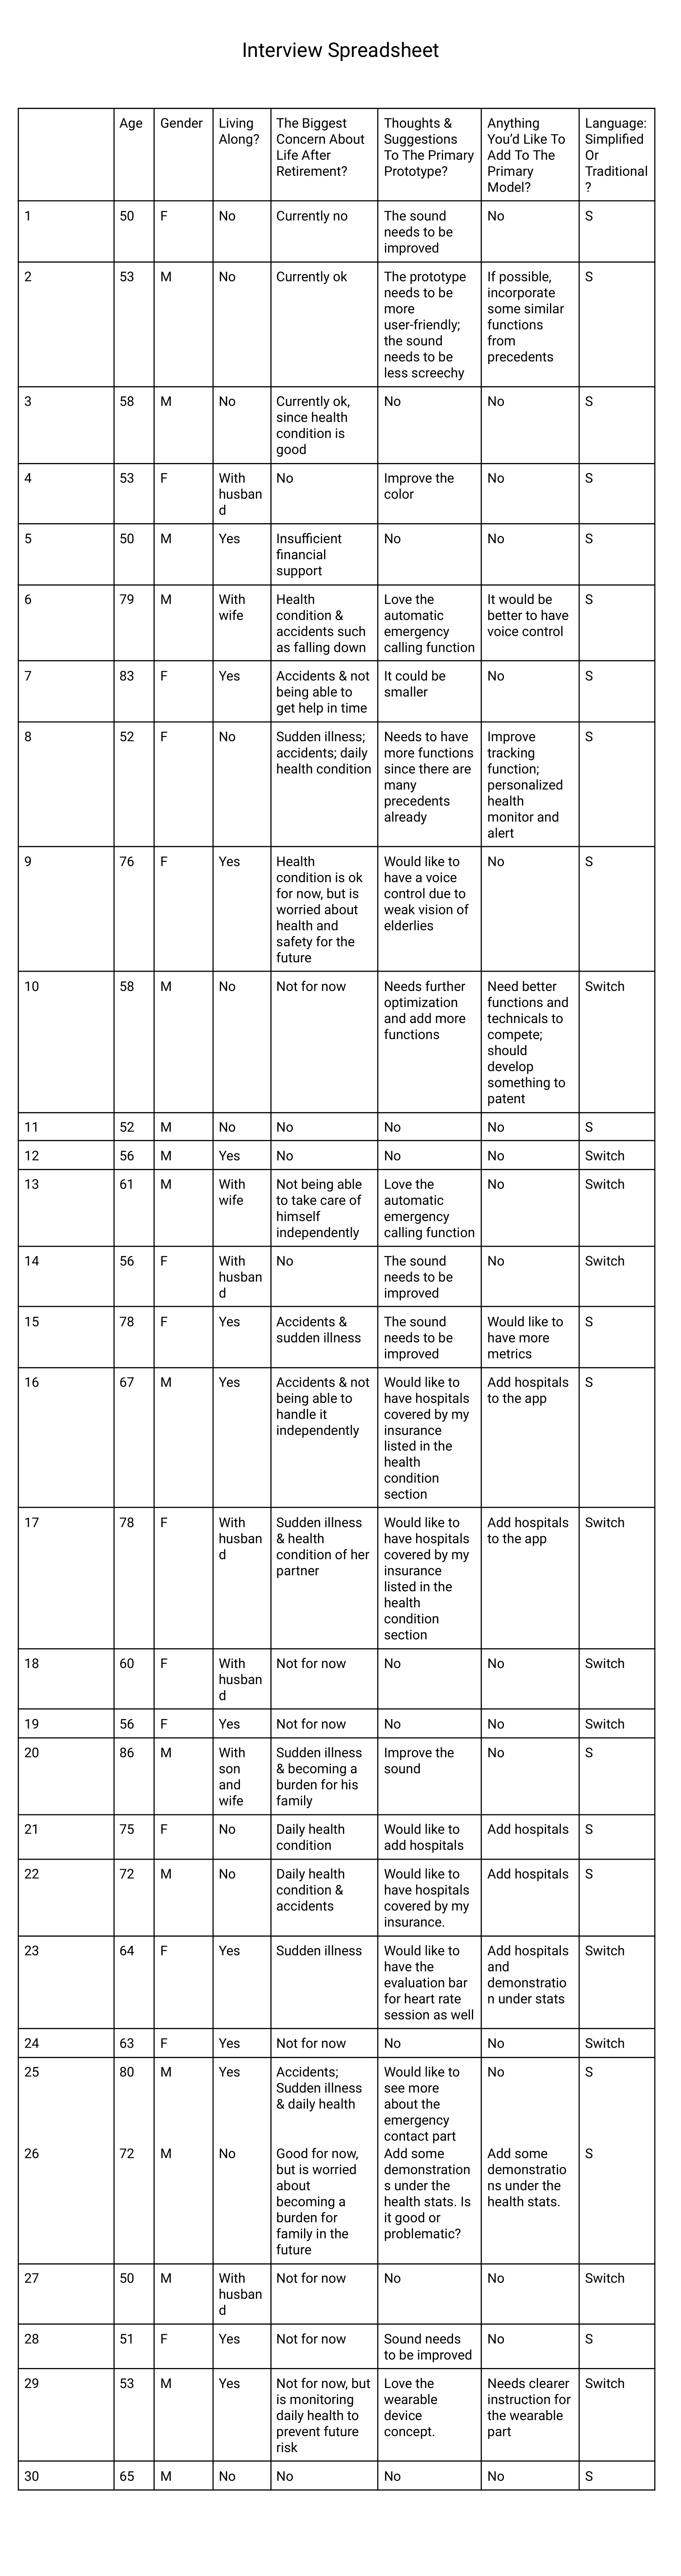 Interview Spreadsheet
Age Gender Living Along? The Biggest Concern About Life After Retirement? Thoughts & Suggestions To The Primary Prototype? Anything You'd Like To Add To The Primary Model? Language: Simplified Or Traditional ?
1 50 F No Currently no The sound needs to be improved No S
2 53 M No Currently ok The prototype needs to be more user-friendly; the sound needs to be less screechy If possible, incorporate some similar functions from precedents S
3 58 M No Currently ok, since health condition is good No No S
4 53 F With husband No Improve the color No S
5 50 M Yes Insufficient financial support No No S
6 79 M With wife Health condition & accidents such as falling down Love the automatic emergency calling function It would be better to have voice control S
7 83 F Yes Accidents & not being able to get help in time It could be smaller No S
8 52 F No Sudden illness; accidents; daily health condition Needs to have more functions since there are many precedents already Improve tracking function; personalized health monitor and alert S
9 76 F Yes Health condition is ok for now, but is worried about health and safety for the future Would like to have a voice control due to weak vision of elderlies No S
10 58 M No Not for now Needs further optimization and add more functions Need better functions and technicals to compete; should develop something to patent Switch
11 52 M No No No No S
12 56 M Yes No No No Switch
13 61 M With wife Not being able to take care of himself independently Love the automatic emergency calling function No Switch
14 56 F With husband No The sound needs to be improved No Switch
15 78 F Yes Accidents & sudden illness The sound needs to be improved Would like to have more metrics S
16 67 M Yes Accidents & not being able to handle it independently Would like to have hospitals covered by my insurance listed in the health condition section Add hospitals to the app S
17 78 F With husband Sudden illness & health condition of her partner Would like to have hospitals covered by my insurance listed in the health condition section Add hospitals to the app Switch
18 60 F With husband Not for now No No Switch
19 56 F Yes Not for now No No Switch
20 86 M With son and wife Sudden illness & becoming a burden for his family Improve the sound No S
21 75 F No Daily health condition Would like to add hospitals Add hospitals S
22 72 M No Daily health condition & accidents Would like to have hospitals covered by my insurance. Add hospitals S
23 64 F Yes Sudden illness Would like to have the evaluation bar for heart rate session as well Add hospitals and demonstration under stats Switch
24 63 F Yes Not for now No No Switch
25 80 M Yes Accidents; Sudden illness & daily health Would like to see more about the emergency contact part No S
26 72 M No Good for now, but is worried about becoming a burden for family in the future Add some demonstrations under the health stats. Is it good or problematic? Add some demonstrations under the health stats. S
27 50 M With husband Not for now No No Switch
28 51 F Yes Not for now Sound needs to be improved No S
29 53 M Yes Not for now, but is monitoring daily health to prevent future risk Love the wearable device concept. Needs clearer instruction for the wearable part Switch
30 65 M No No No No S